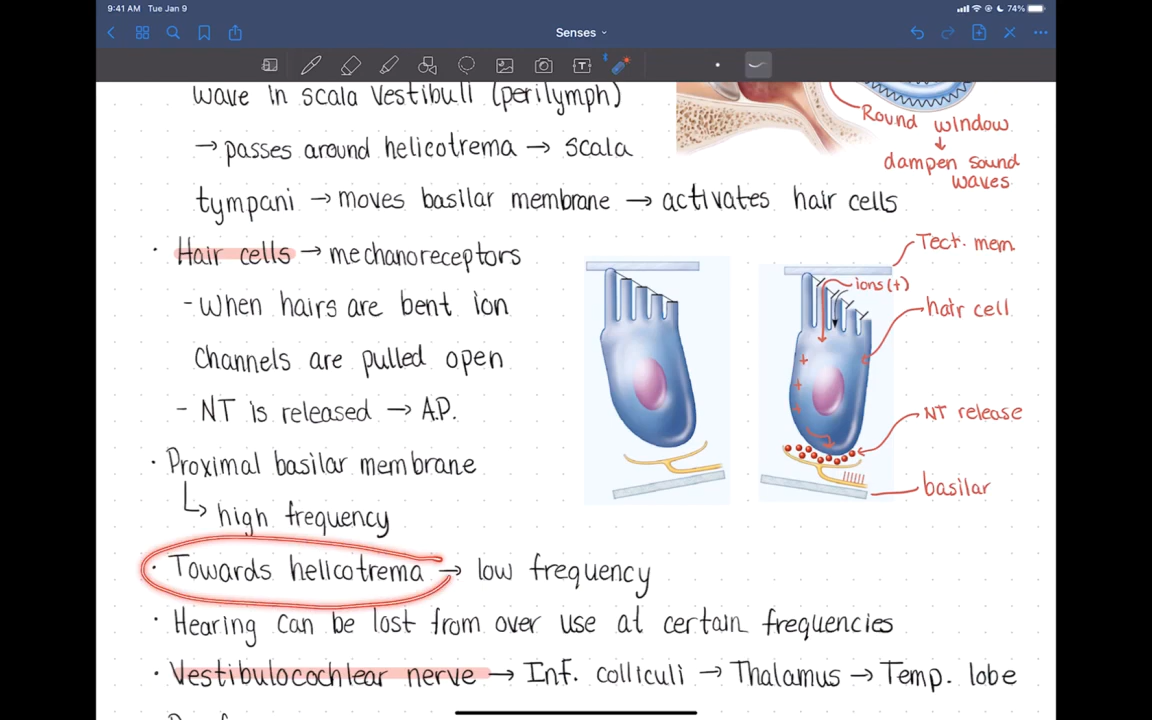 9:41 AM Tue Jan 9
74%
Senses
wave in scala vestibuli (perilymph)
→ passes around helicotrema → scala
tympani → moves basilar membrane → activates hair cells
Round window
↓
dampen sound
waves
· Hair cells → mechanoreceptors
- When hairs are bent ion
channels are pulled open
- NT is released → A.P.
Tect. mem.
ions (+)
hair cell
NT release
basilar
· Proximal basilar membrane
↳ high frequency
· Towards helicotrema → low frequency
· Hearing can be lost from over use at certain frequencies
· Vestibulocochlear nerve → Inf. colliculi → Thalamus → Temp. lobe